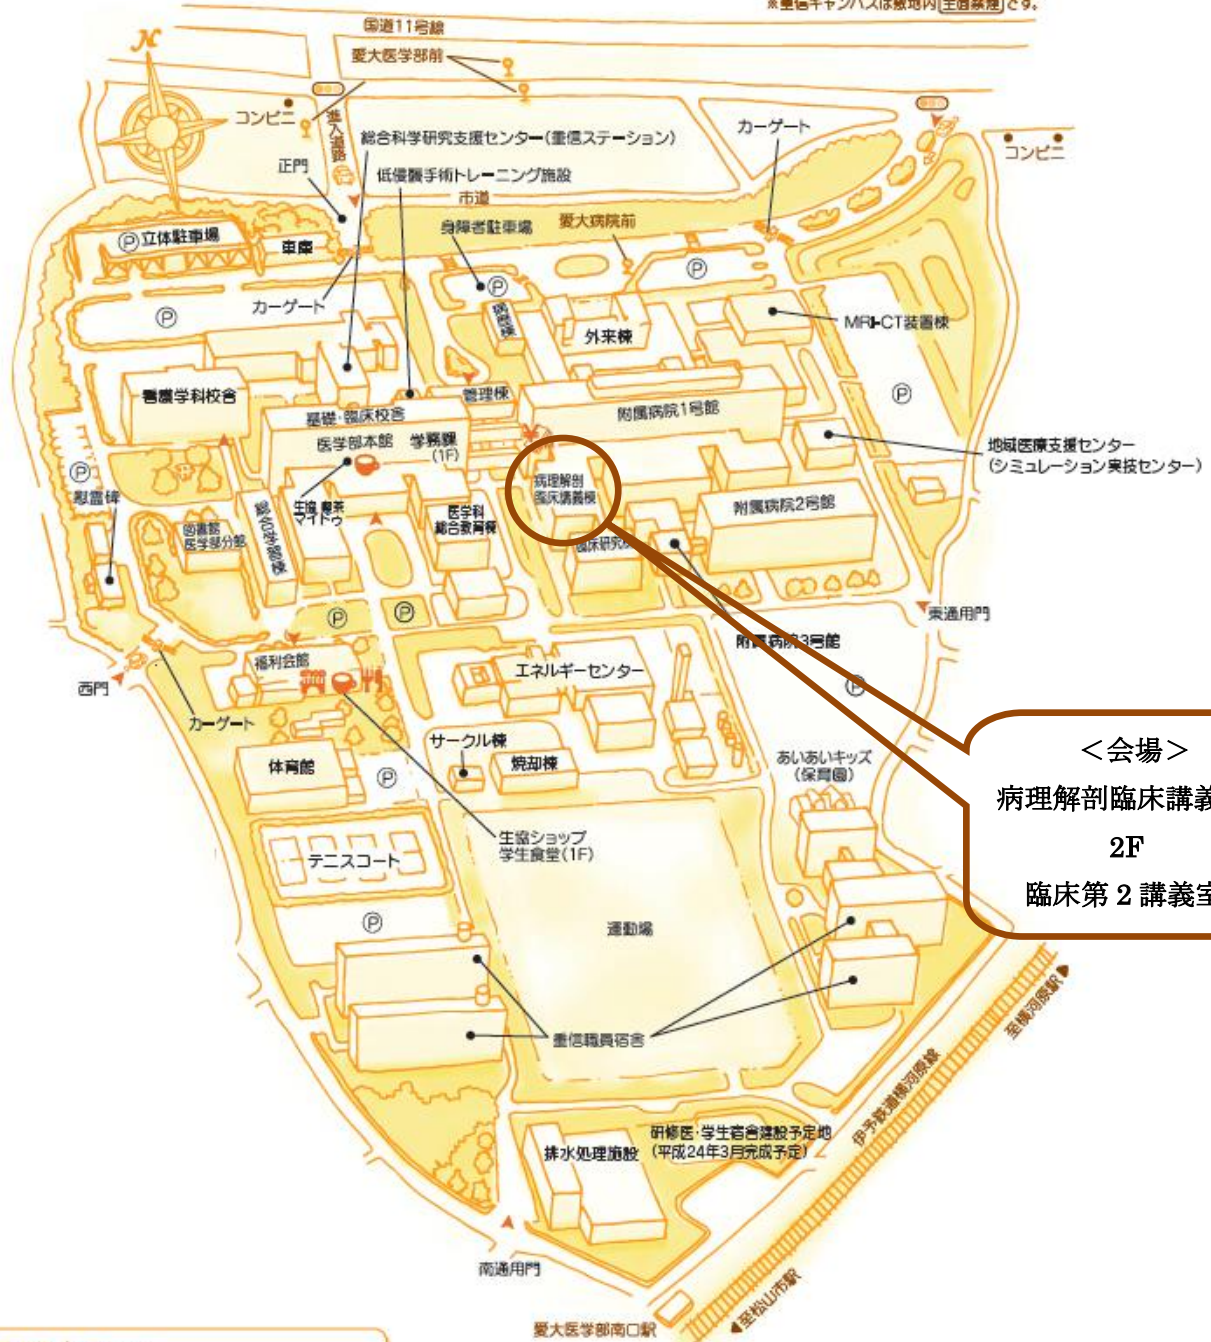 ※重信キャンパスは敷地内全面禁煙です。
国道11号線
N
愛大医学部前
コンビニ
進入道路
総合科学研究支援センター(重信ステーション)
カーゲート
コンビニ
正門
低侵襲手術トレーニング施設
市道
身障者駐車場
愛大病院前
P立体駐車場
車庫
P
P
カーゲート
P
外来棟
MRI-CT装置棟
看護学科校舎
管理棟
P
基礎・臨床校舎
附属病院1号館
医学部本館
学務課
(1F)
地域医療支援センター
(シミュレーション実技センター)
P
慰霊碑
病理解剖
臨床講義棟
生協 喫茶
マイドゥ
医学科
総合教育棟
附属病院2号館
図書館
医学部分館
臨床研究棟
P
P
東通用門
附属病院3号館
福利会館
エネルギーセンター
P
西門
カーゲート
サークル棟
焼却棟
体育館
P
あいあいキッズ
(保育園)
<会場>
病理解剖臨床講義
2F
臨床第2講義室
生協ショップ
学生食堂(1F)
テニスコート
P
運動場
重信職員宿舎
至横河原駅
伊予鉄道横河原線
研修医・学生宿舎建設予定地
(平成24年3月完成予定)
排水処理施設
南通用門
至松山市駅
愛大医学部南口駅